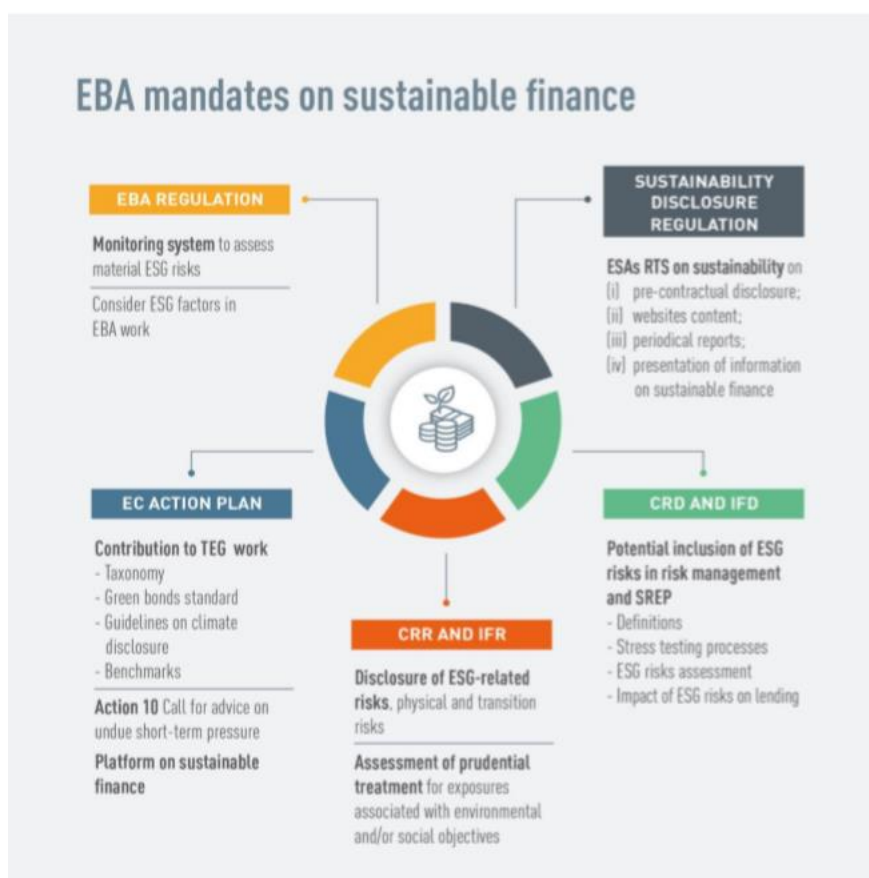 EBA mandates on sustainable finance
EBA REGULATION
Monitoring system to assess
material ESG risks
Consider ESG factors in
EBA work
SUSTAINABILITY
DISCLOSURE
REGULATION
ESAs RTS on sustainability on
(i) pre-contractual disclosure;
(ii) websites content;
(iii) periodical reports;
(iv) presentation of information
on sustainable finance
EC ACTION PLAN
Contribution to TEG work
- Taxonomy
- Green bonds standard
- Guidelines on climate
disclosure
- Benchmarks
Action 10 Call for advice on
undue short-term pressure
Platform on sustainable
finance
CRR AND IFR
Disclosure of ESG-related
risks, physical and transition
risks
Assessment of prudential
treatment for exposures
associated with environmental
and/or social objectives
CRD AND IFD
Potential inclusion of ESG
risks in risk management
and SREP
- Definitions
- Stress testing processes
- ESG risks assessment
- Impact of ESG risks on lending